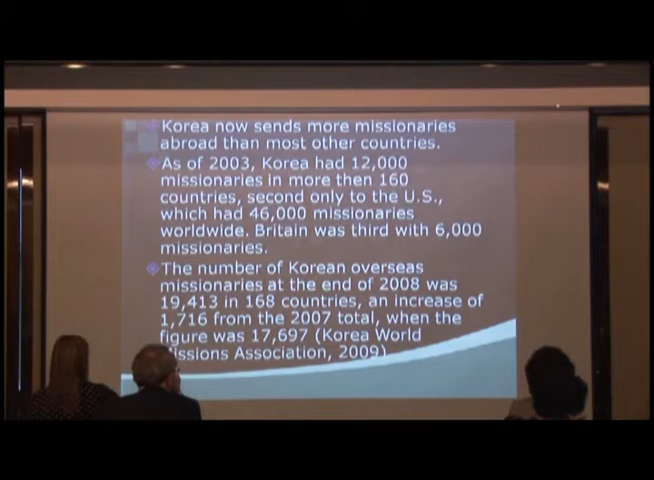 Korea now sends more missionaries
abroad than most other countries.
As of 2003, Korea had 12,000
missionaries in more then 160
countries, second only to the U.S.,
which had 46,000 missionaries
worldwide. Britain was third with 6,000
missionaries.
The number of Korean overseas
missionaries at the end of 2008 was
19,413 in 168 countries, an increase of
1,716 from the 2007 total, when the
figure was 17,697 (Korea World
Missions Association, 2009)